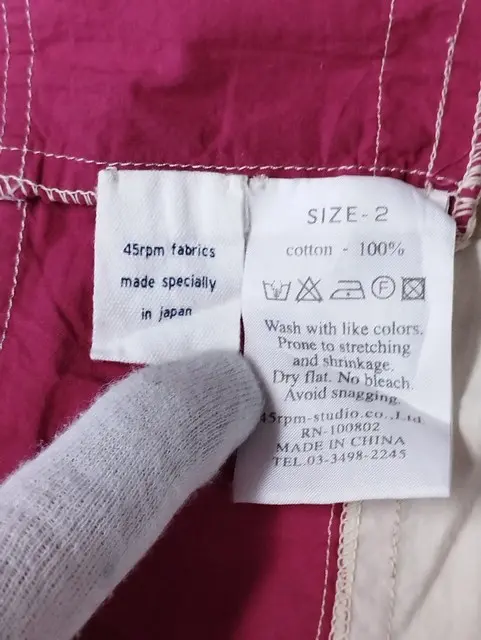 45rpm fabrics
made specially
in japan
SIZE-2
cotton - 100%
Wash with like colors.
Prone to stretching
and shrinkage.
Dry flat. No bleach.
Avoid snagging.
45rpm-studio.co.,Ltd.
RN-100802
MADE IN CHINA
TEL.03-3498-2245